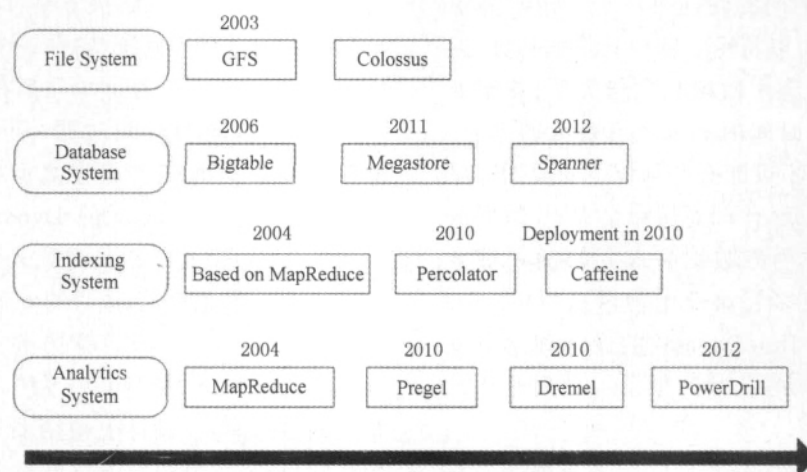 2003
File System
GFS
Colossus
2006
2011
2012
Database
System
Bigtable
Megastore
Spanner
2004
2010
Deployment in 2010
Indexing
System
Based on MapReduce
Percolator
Caffeine
2004
2010
2010
2012
Analytics
System
MapReduce
Pregel
Dremel
PowerDrill